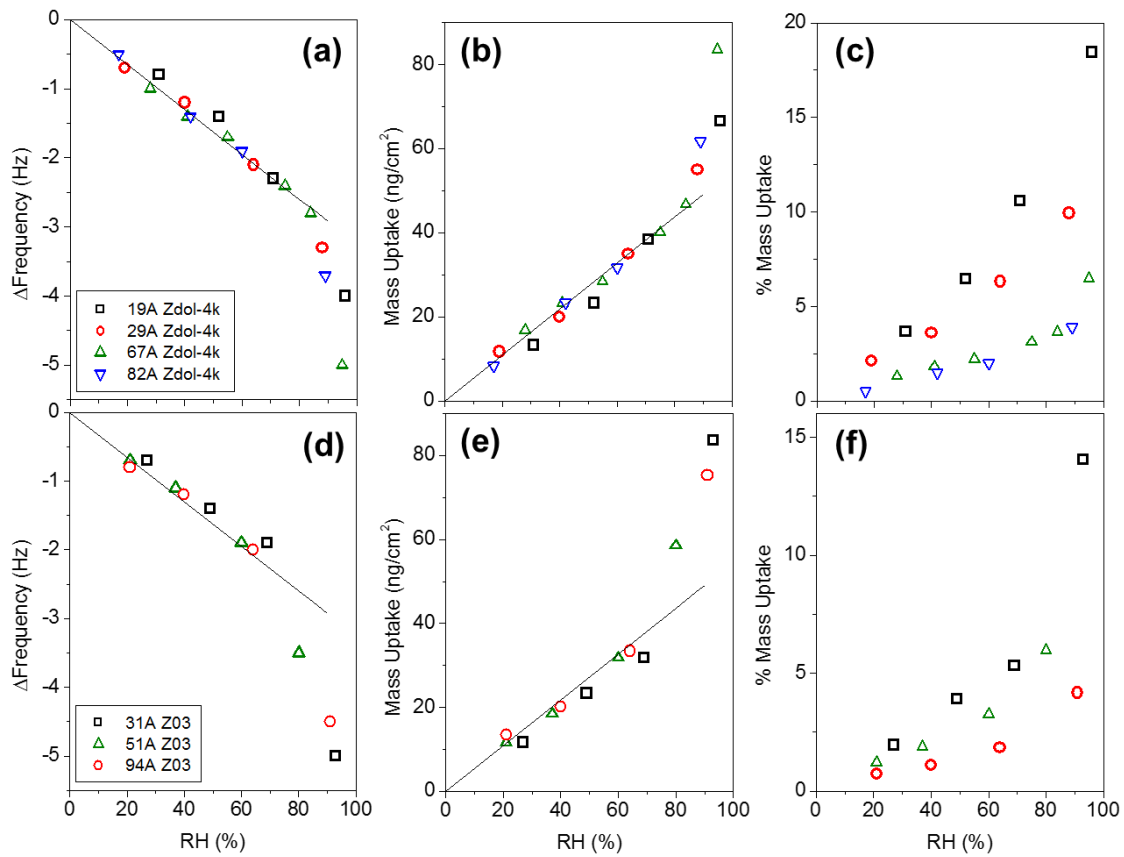 (a)
ΔFrequency (Hz)
0
-1
-2
-3
-4
-5
19A Zdol-4k
29A Zdol-4k
67A Zdol-4k
82A Zdol-4k
(b)
Mass Uptake (ng/cm²)
80
60
40
20
0
(c)
% Mass Uptake
20
15
10
5
0
(d)
ΔFrequency (Hz)
0
-1
-2
-3
-4
-5
31A Z03
51A Z03
94A Z03
0 20 40 60 80 100
RH (%)
(e)
Mass Uptake (ng/cm²)
80
60
40
20
0
0 20 40 60 80 100
RH (%)
(f)
% Mass Uptake
15
10
5
0
0 20 40 60 80 100
RH (%)